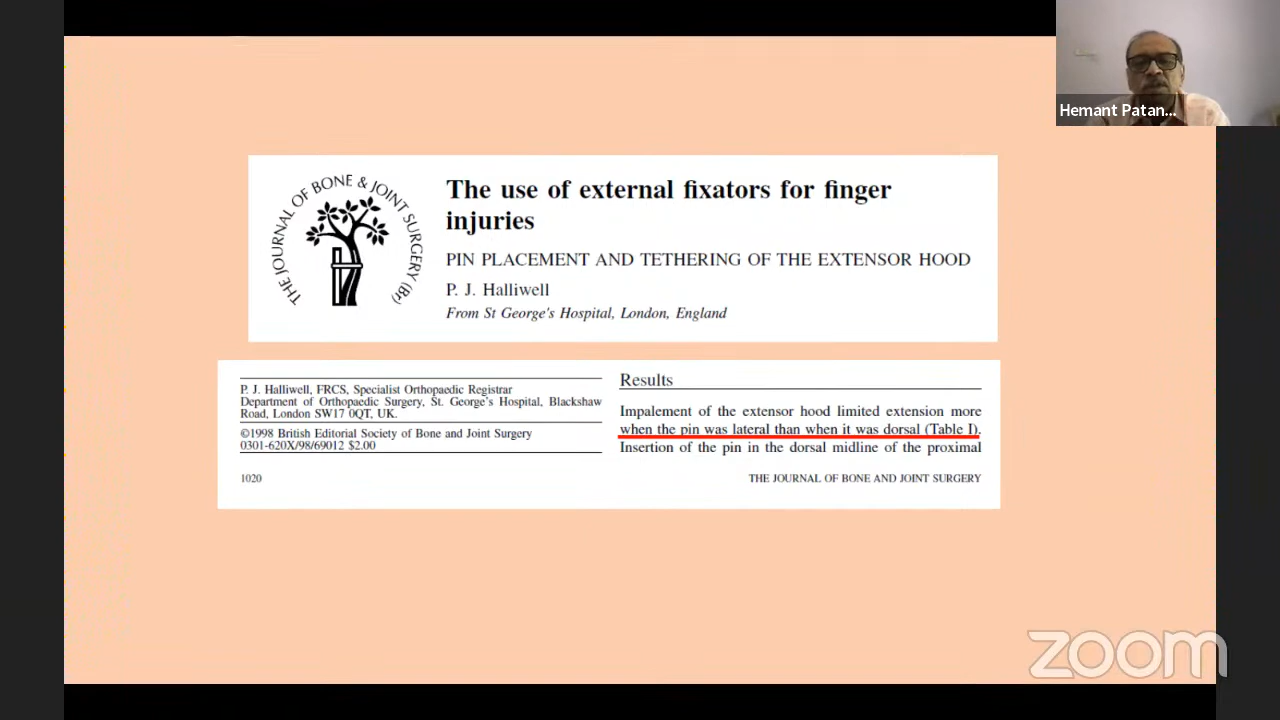 Hemant Patan...
THE JOURNAL OF BONE & JOINT SURGERY (Br)
The use of external fixators for finger
injuries
PIN PLACEMENT AND TETHERING OF THE EXTENSOR HOOD
P. J. Halliwell
From St George's Hospital, London, England
P. J. Halliwell, FRCS, Specialist Orthopaedic Registrar
Department of Orthopaedic Surgery, St. George's Hospital, Blackshaw
Road, London SW17 0QT, UK.
©1998 British Editorial Society of Bone and Joint Surgery
0301-620X/98/69012 $2.00
1020
Results
Impalement of the extensor hood limited extension more
when the pin was lateral than when it was dorsal (Table I).
Insertion of the pin in the dorsal midline of the proximal
THE JOURNAL OF BONE AND JOINT SURGERY
zoom